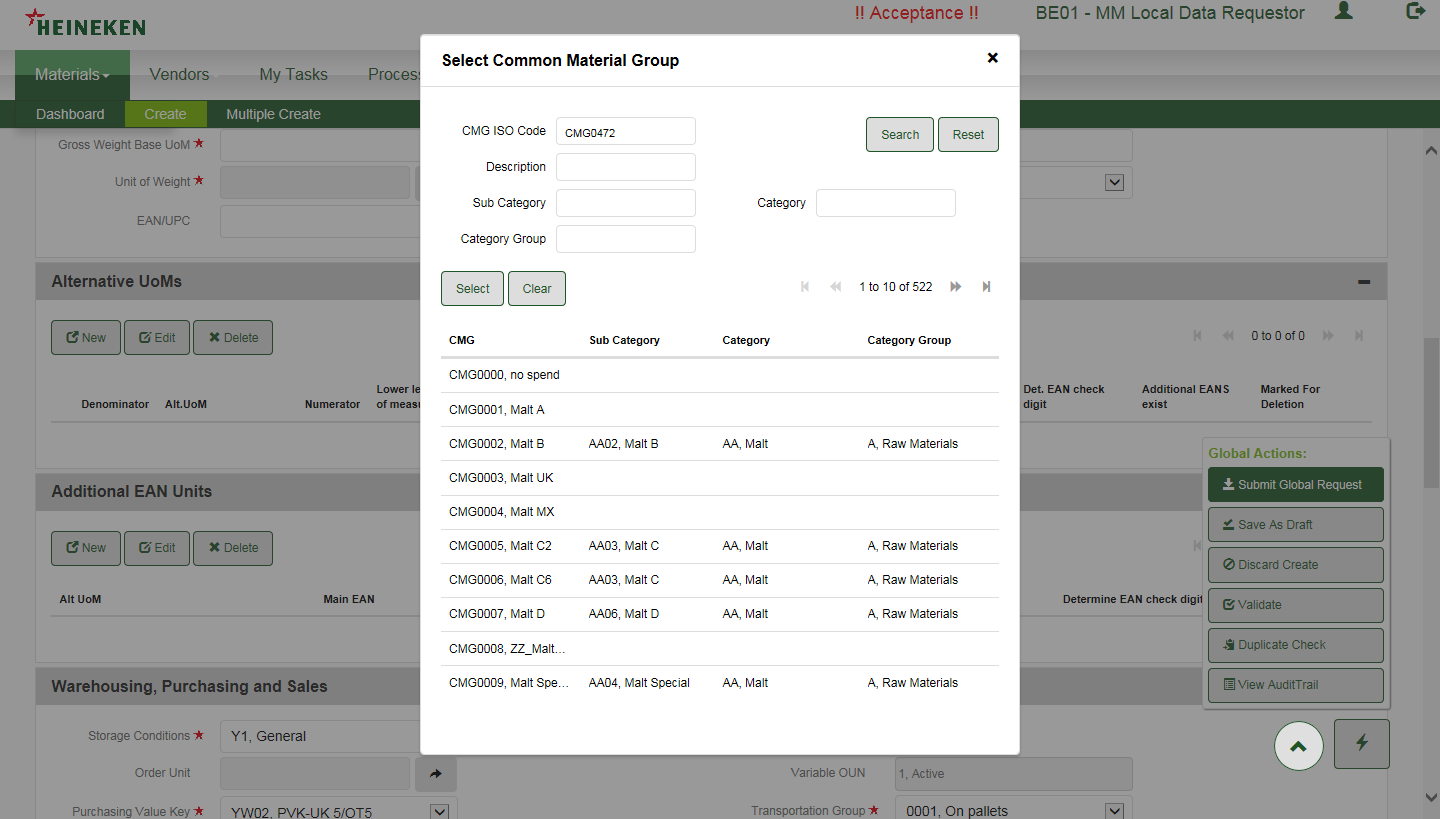 HEINEKEN
!! Acceptance !!
BE01 - MM Local Data Requestor
Materials
Vendors
My Tasks
Process
Dashboard
Create
Multiple Create
Select Common Material Group
CMG ISO Code
CMG0472
Search
Reset
Description
Sub Category
Category
Category Group
Select
Clear
1 to 10 of 522
CMG Sub Category Category Category Group
CMG0000, no spend
CMG0001, Malt A
CMG0002, Malt B AA02, Malt B AA, Malt A, Raw Materials
CMG0003, Malt UK
CMG0004, Malt MX
CMG0005, Malt C2 AA03, Malt C AA, Malt A, Raw Materials
CMG0006, Malt C6 AA03, Malt C AA, Malt A, Raw Materials
CMG0007, Malt D AA06, Malt D AA, Malt A, Raw Materials
CMG0008, ZZ_Malt...
CMG0009, Malt Spe... AA04, Malt Special AA, Malt A, Raw Materials
Gross Weight Base UoM
Unit of Weight
EAN/UPC
Alternative UoMs
New Edit Delete
0 to 0 of 0
Denominator Alt.UoM Numerator
Lower le
of measu
Det. EAN check
digit
Additional EANS
exist
Marked For
Deletion
Additional EAN Units
New Edit Delete
Alt UoM Main EAN Determine EAN check digit
Warehousing, Purchasing and Sales
Storage Conditions Y1, General
Order Unit
Variable OUN 1, Active
Purchasing Value Key YW02, PVK-UK 5/OT5
Transportation Group 0001, On pallets
Global Actions:
Submit Global Request
Save As Draft
Discard Create
Validate
Duplicate Check
View AuditTrail